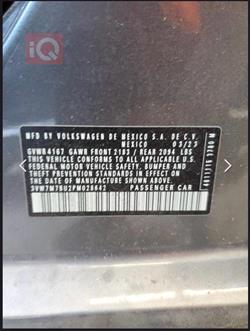 iQ
MFD BY VOLKSWAGEN DE MEXICO S.A. DE C.V.
MEXICO 03/23
GVWR 4167 GAWR FRONT 2183 / REAR 2094 LBS
THIS VEHICLE CONFORMS TO ALL APPLICABLE
FEDERAL MOTOR VEHICLE SAFETY, BUMPER AND
THEFT PREVENTION STANDARDS IN EFFECT ON
THE DATE OF MANUFACTURE SHOWN ABOVE.
PASSENGER CAR